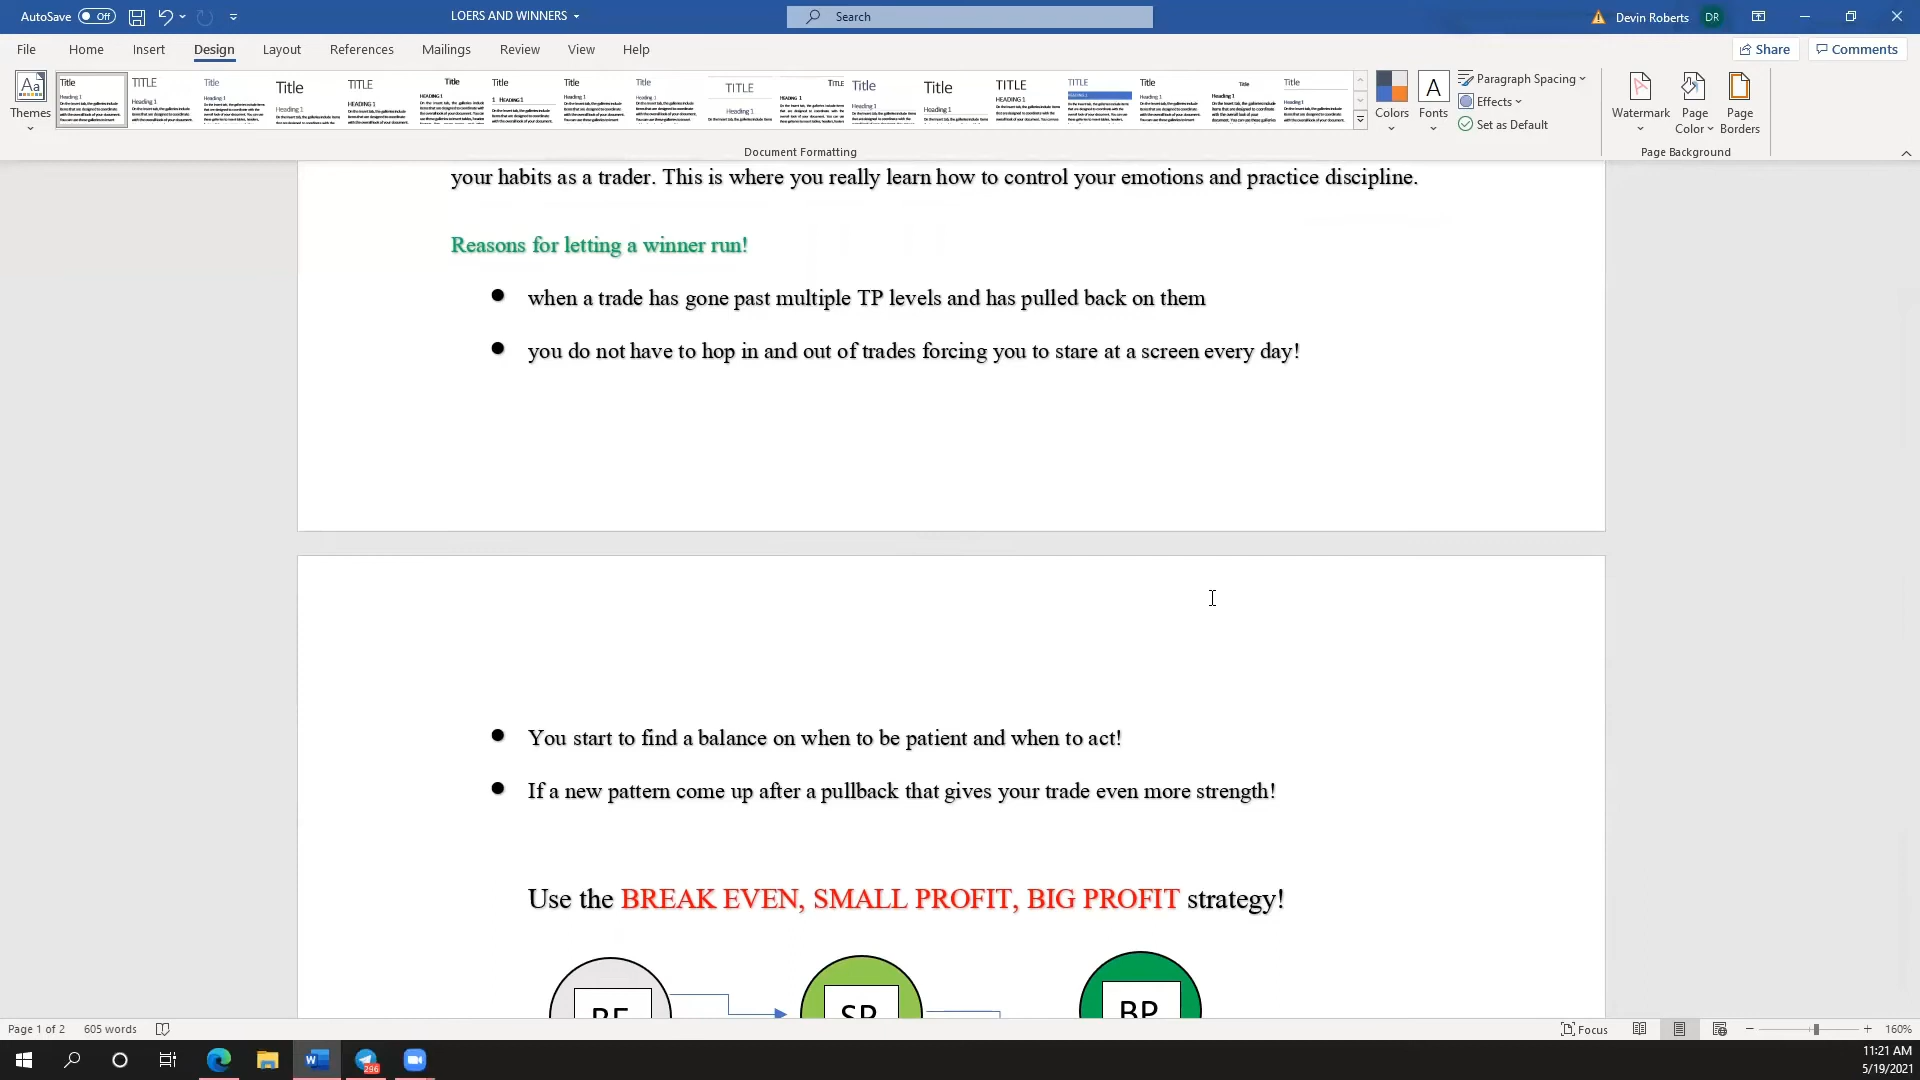 AutoSave Off
LOERS AND WINNERS
Search
Devin Roberts DR
File Home Insert Design Layout References Mailings Review View Help
Share Comments
Themes
Colors
Fonts
Paragraph Spacing
Effects
Set as Default
Watermark
Page Color
Page Borders
Document Formatting
Page Background
your habits as a trader. This is where you really learn how to control your emotions and practice discipline.
Reasons for letting a winner run!
when a trade has gone past multiple TP levels and has pulled back on them
you do not have to hop in and out of trades forcing you to stare at a screen every day!
You start to find a balance on when to be patient and when to act!
If a new pattern come up after a pullback that gives your trade even more strength!
Use the BREAK EVEN, SMALL PROFIT, BIG PROFIT strategy!
BE SP BP
Page 1 of 2 605 words
Focus
160%
296
11:21 AM
5/19/2021